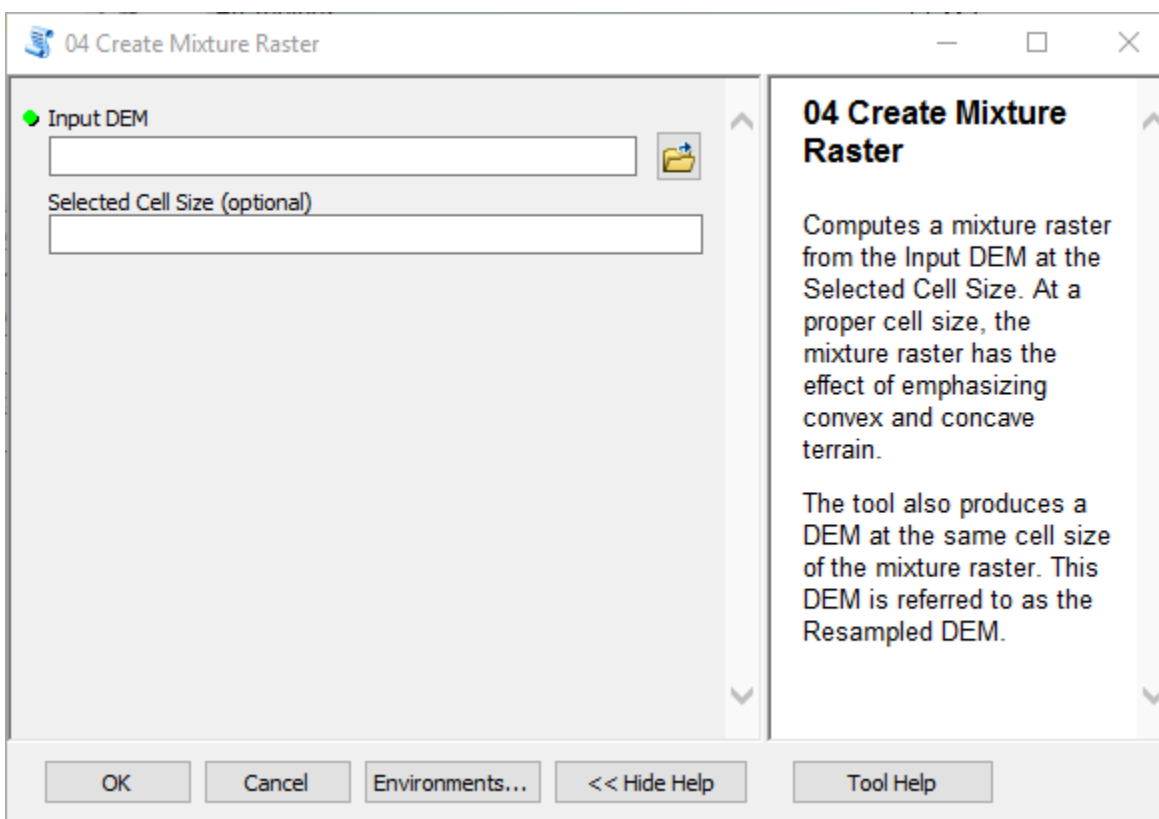 04 Create Mixture Raster
Input DEM
Selected Cell Size (optional)
04 Create Mixture
Raster
Computes a mixture raster
from the Input DEM at the
Selected Cell Size. At a
proper cell size, the
mixture raster has the
effect of emphasizing
convex and concave
terrain.
The tool also produces a
DEM at the same cell size
of the mixture raster. This
DEM is referred to as the
Resampled DEM.
OK
Cancel
Environments...
<< Hide Help
Tool Help